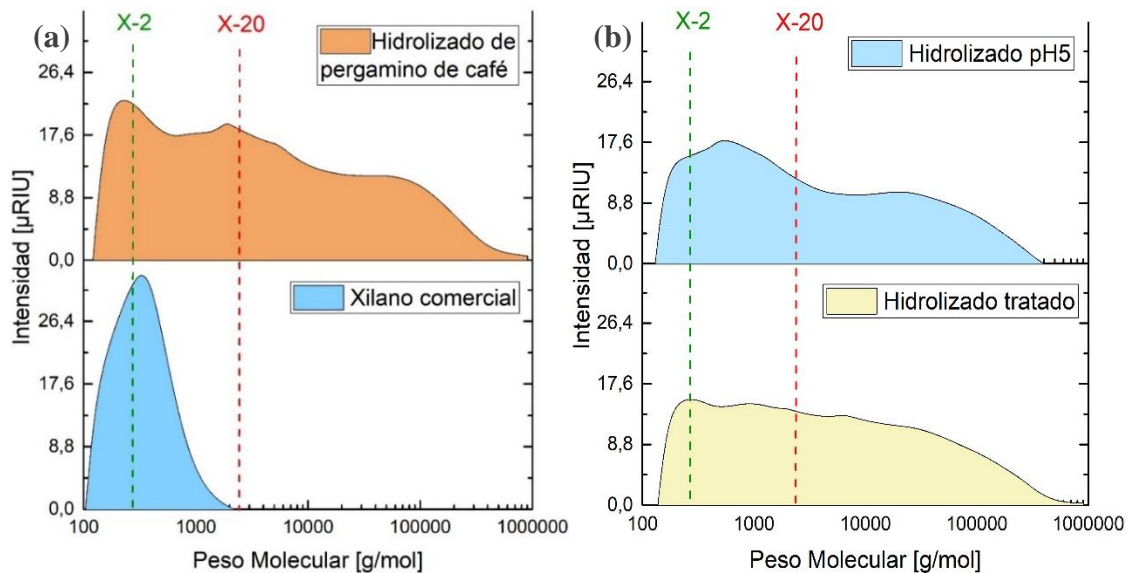 (a)
X-2
X-20
Hidrolizado de
pergamino de café
26,4
17,6
8,8
0,0
Xilano comercial
26,4
17,6
8,8
0,0
Intensidad [µRIU]
100
1000
10000
100000
1000000
Peso Molecular [g/mol]
(b)
X-2
X-20
Hidrolizado pH5
26,4
17,6
8,8
0,0
Hidrolizado tratado
26,4
17,6
8,8
0,0
Intensidad [µRIU]
100
1000
10000
100000
1000000
Peso Molecular [g/mol]